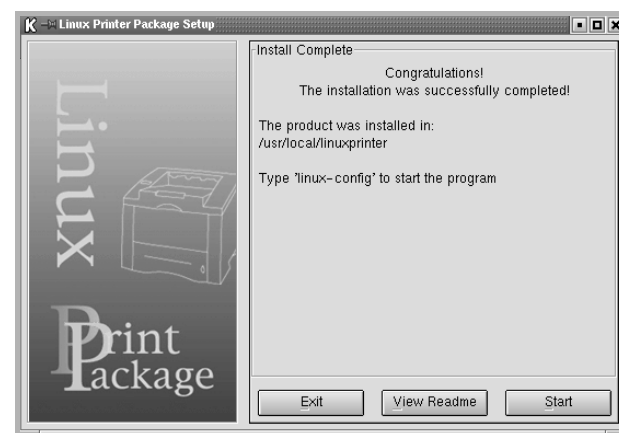 Linux Printer Package Setup
Linux
Print
Package
Install Complete
Congratulations!
The installation was successfully completed!
The product was installed in:
/usr/local/linuxprinter
Type 'linux-config' to start the program
Exit
View Readme
Start